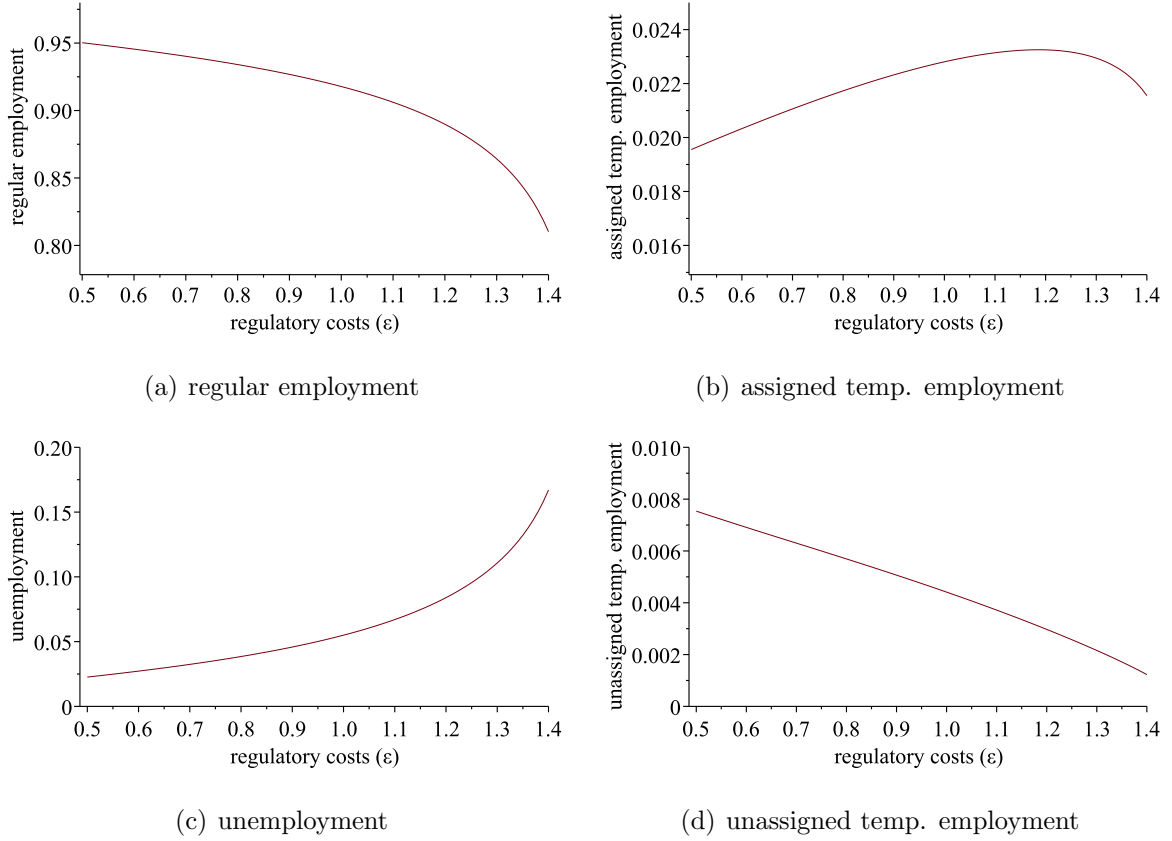 regular employment
0.95
0.90
0.85
0.80
0.5 0.6 0.7 0.8 0.9 1.0 1.1 1.2 1.3 1.4
regulatory costs (ε)
(a) regular employment
assigned temp. employment
0.024
0.022
0.020
0.018
0.016
0.5 0.6 0.7 0.8 0.9 1.0 1.1 1.2 1.3 1.4
regulatory costs (ε)
(b) assigned temp. employment
unemployment
0.20
0.15
0.10
0.05
0
0.5 0.6 0.7 0.8 0.9 1.0 1.1 1.2 1.3 1.4
regulatory costs (ε)
(c) unemployment
unassigned temp. employment
0.010
0.008
0.006
0.004
0.002
0
0.5 0.6 0.7 0.8 0.9 1.0 1.1 1.2 1.3 1.4
regulatory costs (ε)
(d) unassigned temp. employment